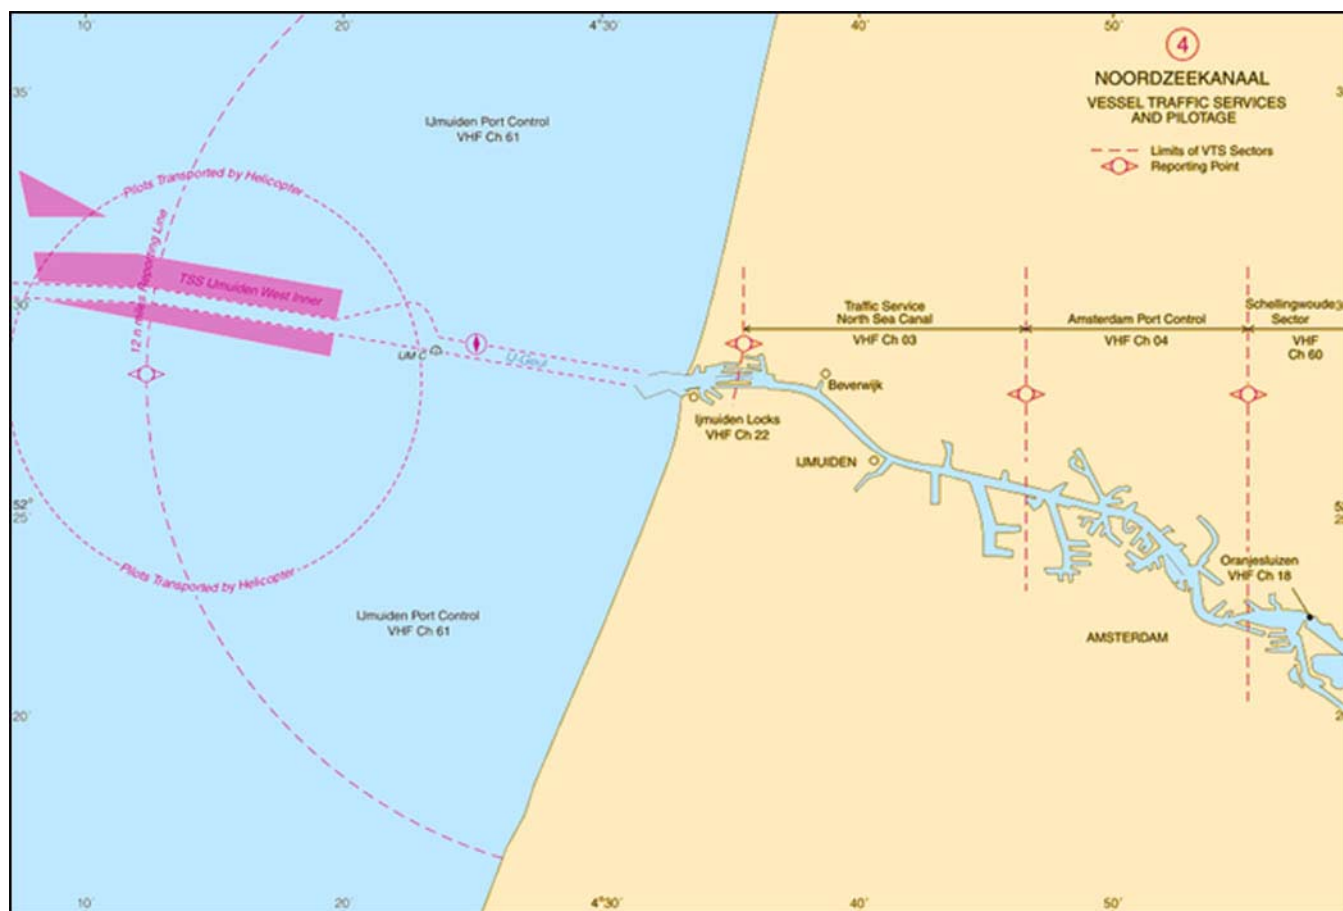 10′
20′
4°30′
40′
50′
4
NOORDZEEKANAAL
VESSEL TRAFFIC SERVICES
AND PILOTAGE
Limits of VTS Sectors
Reporting Point
35′
IJmuiden Port Control
VHF Ch 61
Pilots Transported by Helicopter
12 n miles Reporting Line
TSS IJmuiden West Inner
30′
IJM C
IJ-Geul
Traffic Service
North Sea Canal
VHF Ch 03
Amsterdam Port Control
VHF Ch 04
Schellingwoude
Sector
VHF
Ch 60
Beverwijk
Ijmuiden Locks
VHF Ch 22
IJMUIDEN
52°
25′
Oranjesluizen
VHF Ch 18
Pilots Transported by Helicopter
IJmuiden Port Control
VHF Ch 61
AMSTERDAM
20′
10′
20′
4°30′
40′
50′